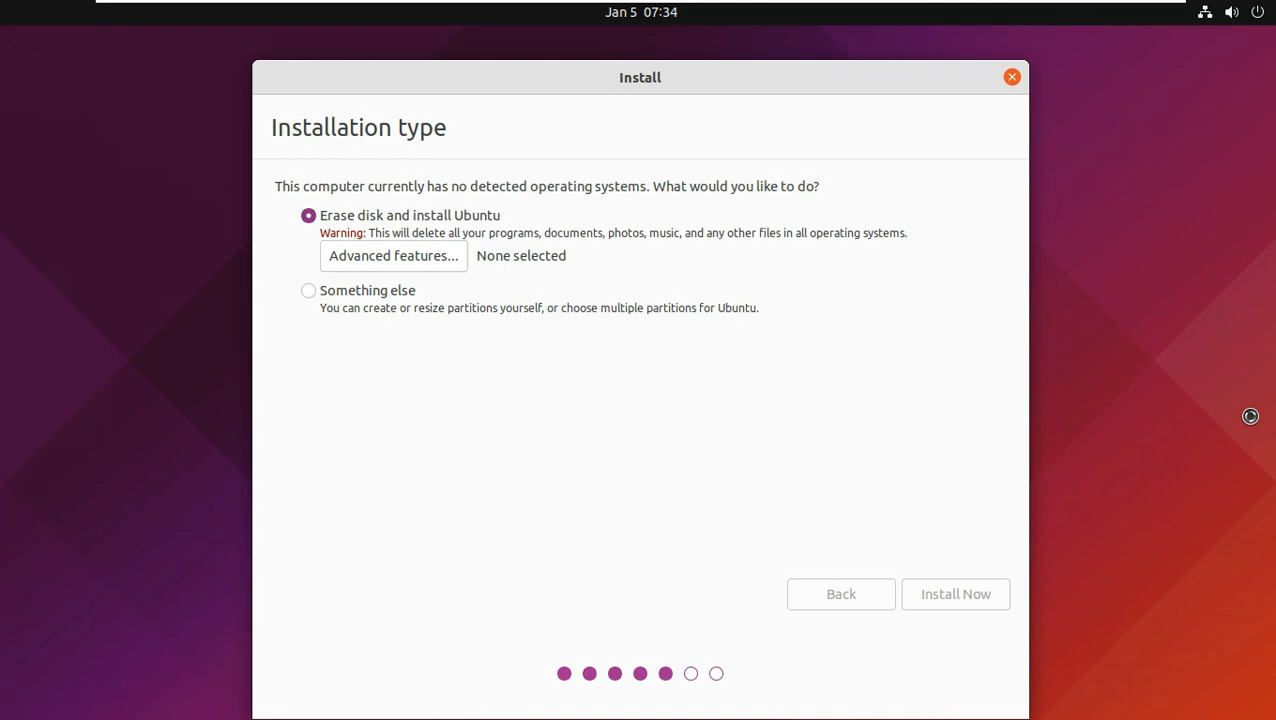 Jan 5 07:34
Install
Installation type
This computer currently has no detected operating systems. What would you like to do?
Erase disk and install Ubuntu
Warning: This will delete all your programs, documents, photos, music, and any other files in all operating systems.
Advanced features... None selected
Something else
You can create or resize partitions yourself, or choose multiple partitions for Ubuntu.
Back Install Now